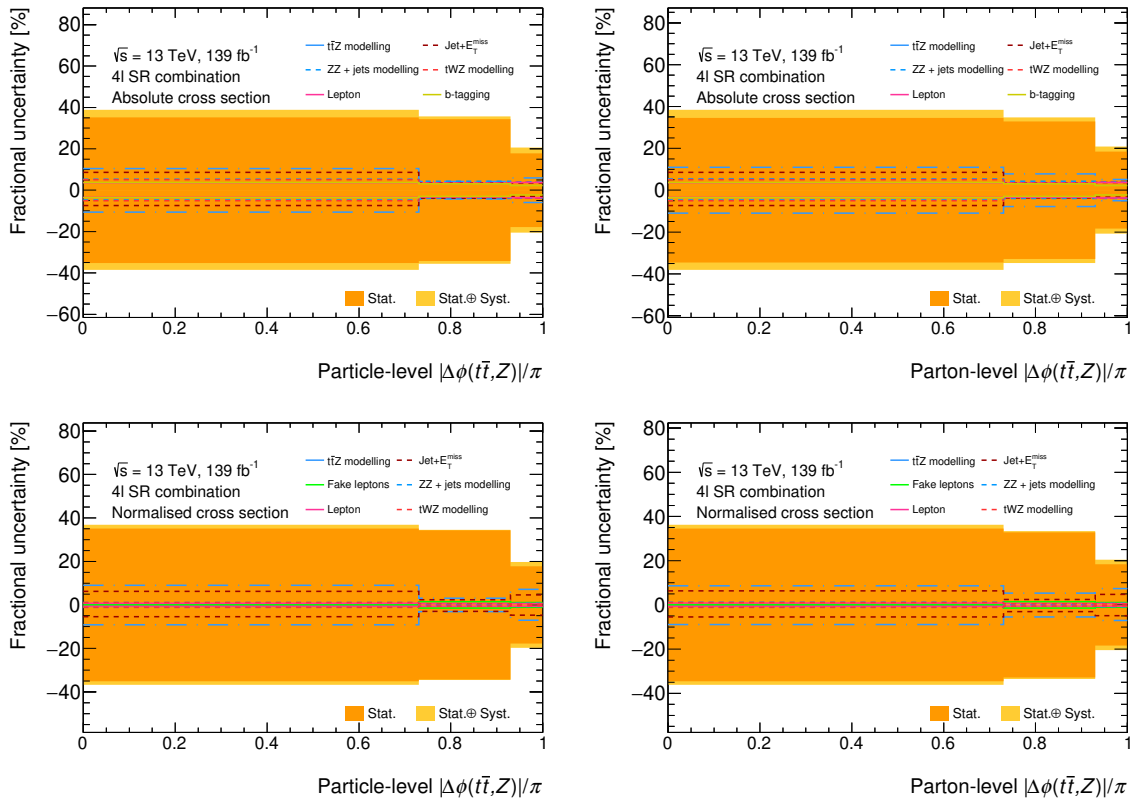 Fractional uncertainty [%]
80
60
40
20
0
−20
−40
−60
√s = 13 TeV, 139 fb⁻¹
4l SR combination
Absolute cross section
tt̄Z modelling
Jet+E_T^miss
ZZ + jets modelling
tWZ modelling
Lepton
b-tagging
Stat.
Stat.⊕ Syst.
0 0.2 0.4 0.6 0.8 1
Particle-level |Δϕ(tt̄,Z)|/π
Fractional uncertainty [%]
80
60
40
20
0
−20
−40
−60
√s = 13 TeV, 139 fb⁻¹
4l SR combination
Absolute cross section
tt̄Z modelling
Jet+E_T^miss
ZZ + jets modelling
tWZ modelling
Lepton
b-tagging
Stat.
Stat.⊕ Syst.
0 0.2 0.4 0.6 0.8 1
Parton-level |Δϕ(tt̄,Z)|/π
Fractional uncertainty [%]
80
60
40
20
0
−20
−40
√s = 13 TeV, 139 fb⁻¹
4l SR combination
Normalised cross section
tt̄Z modelling
Jet+E_T^miss
Fake leptons
ZZ + jets modelling
Lepton
tWZ modelling
Stat.
Stat.⊕ Syst.
0 0.2 0.4 0.6 0.8 1
Particle-level |Δϕ(tt̄,Z)|/π
Fractional uncertainty [%]
80
60
40
20
0
−20
−40
√s = 13 TeV, 139 fb⁻¹
4l SR combination
Normalised cross section
tt̄Z modelling
Jet+E_T^miss
Fake leptons
ZZ + jets modelling
Lepton
tWZ modelling
Stat.
Stat.⊕ Syst.
0 0.2 0.4 0.6 0.8 1
Parton-level |Δϕ(tt̄,Z)|/π